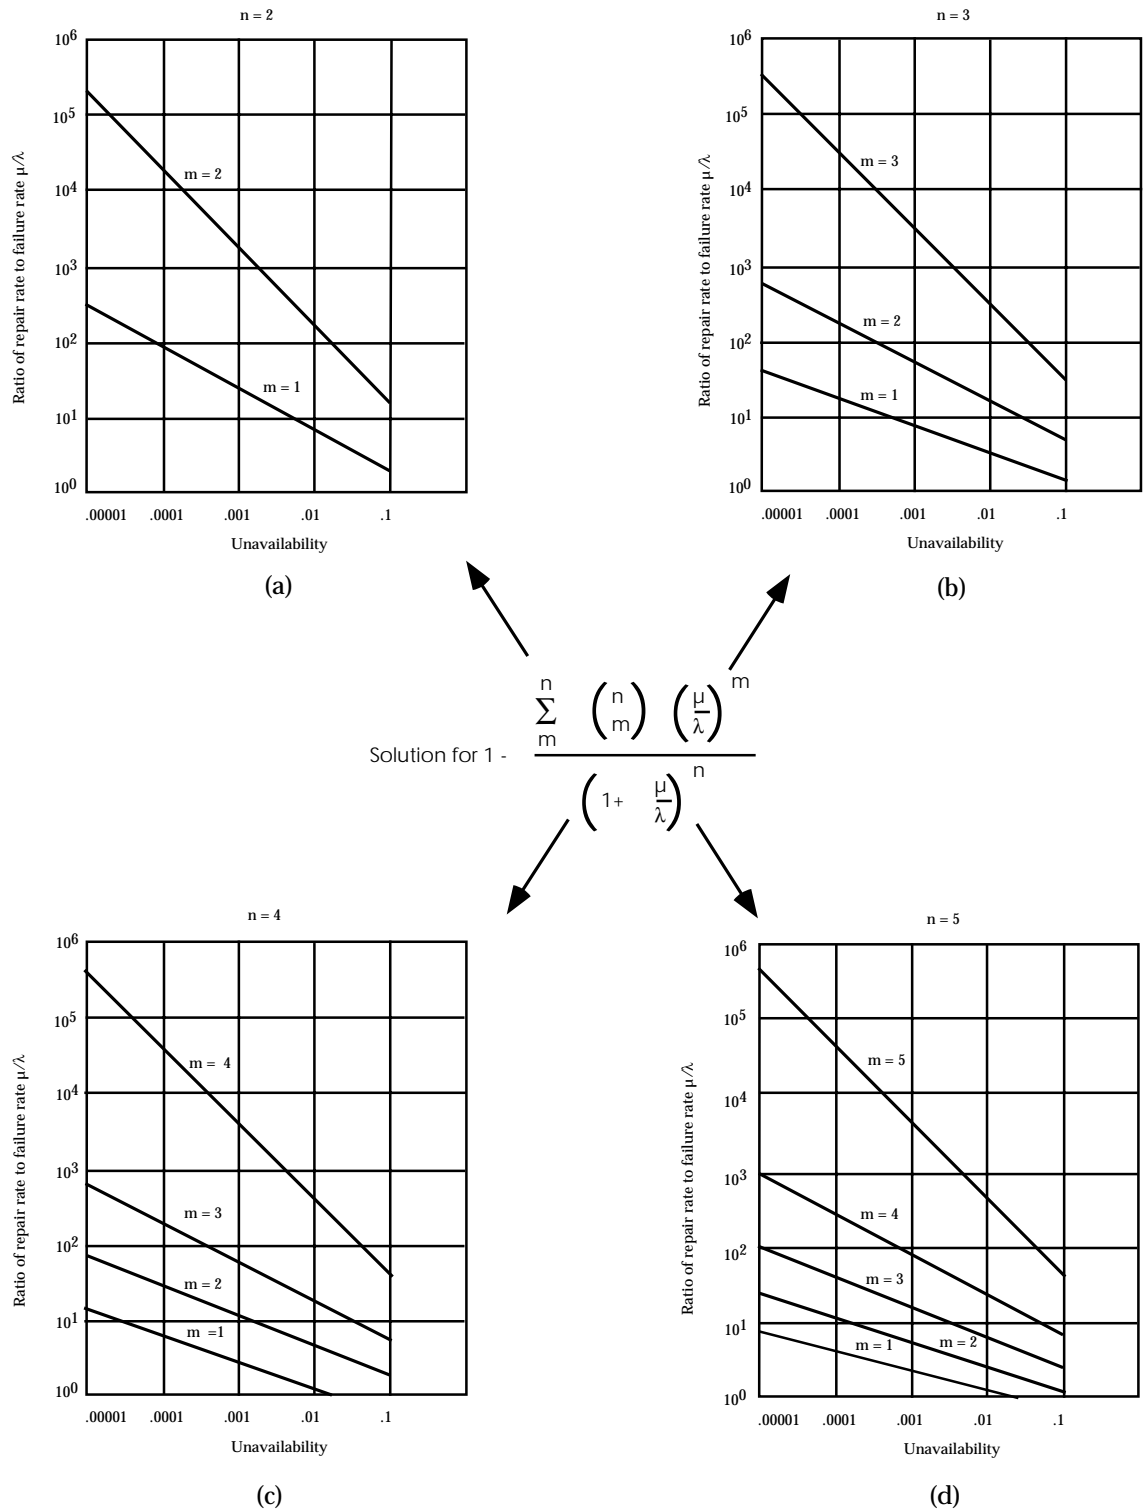 n = 2
10^6
10^5
10^4
10^3
10^2
10^1
10^0
Ratio of repair rate to failure rate μ/λ
m = 2
m = 1
.00001 .0001 .001 .01 .1
Unavailability
(a)
n = 3
10^6
10^5
10^4
10^3
10^2
10^1
10^0
Ratio of repair rate to failure rate μ/λ
m = 3
m = 2
m = 1
.00001 .0001 .001 .01 .1
Unavailability
(b)
Solution for 1 -
n
Σ
m
(n m) (μ/λ)^m
(1+ μ/λ)^n
n = 4
10^6
10^5
10^4
10^3
10^2
10^1
10^0
Ratio of repair rate to failure rate μ/λ
m = 4
m = 3
m = 2
m =1
.00001 .0001 .001 .01 .1
Unavailability
(c)
n = 5
10^6
10^5
10^4
10^3
10^2
10^1
10^0
Ratio of repair rate to failure rate μ/λ
m = 5
m = 4
m = 3
m = 2
m = 1
.00001 .0001 .001 .01 .1
Unavailability
(d)